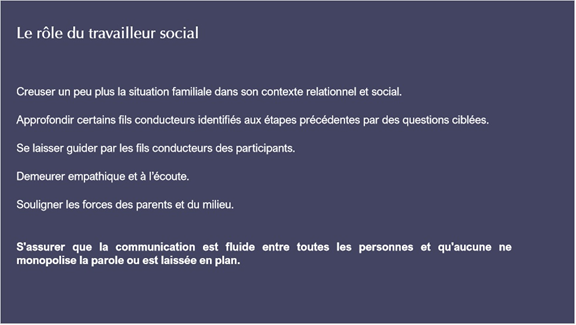 Le rôle du travailleur social
Creuser un peu plus la situation familiale dans son contexte relationnel et social.
Approfondir certains fils conducteurs identifiés aux étapes précédentes par des questions ciblées.
Se laisser guider par les fils conducteurs des participants.
Demeurer empathique et à l'écoute.
Souligner les forces des parents et du milieu.
S'assurer que la communication est fluide entre toutes les personnes et qu'aucune ne
monopolise la parole ou est laissée en plan.